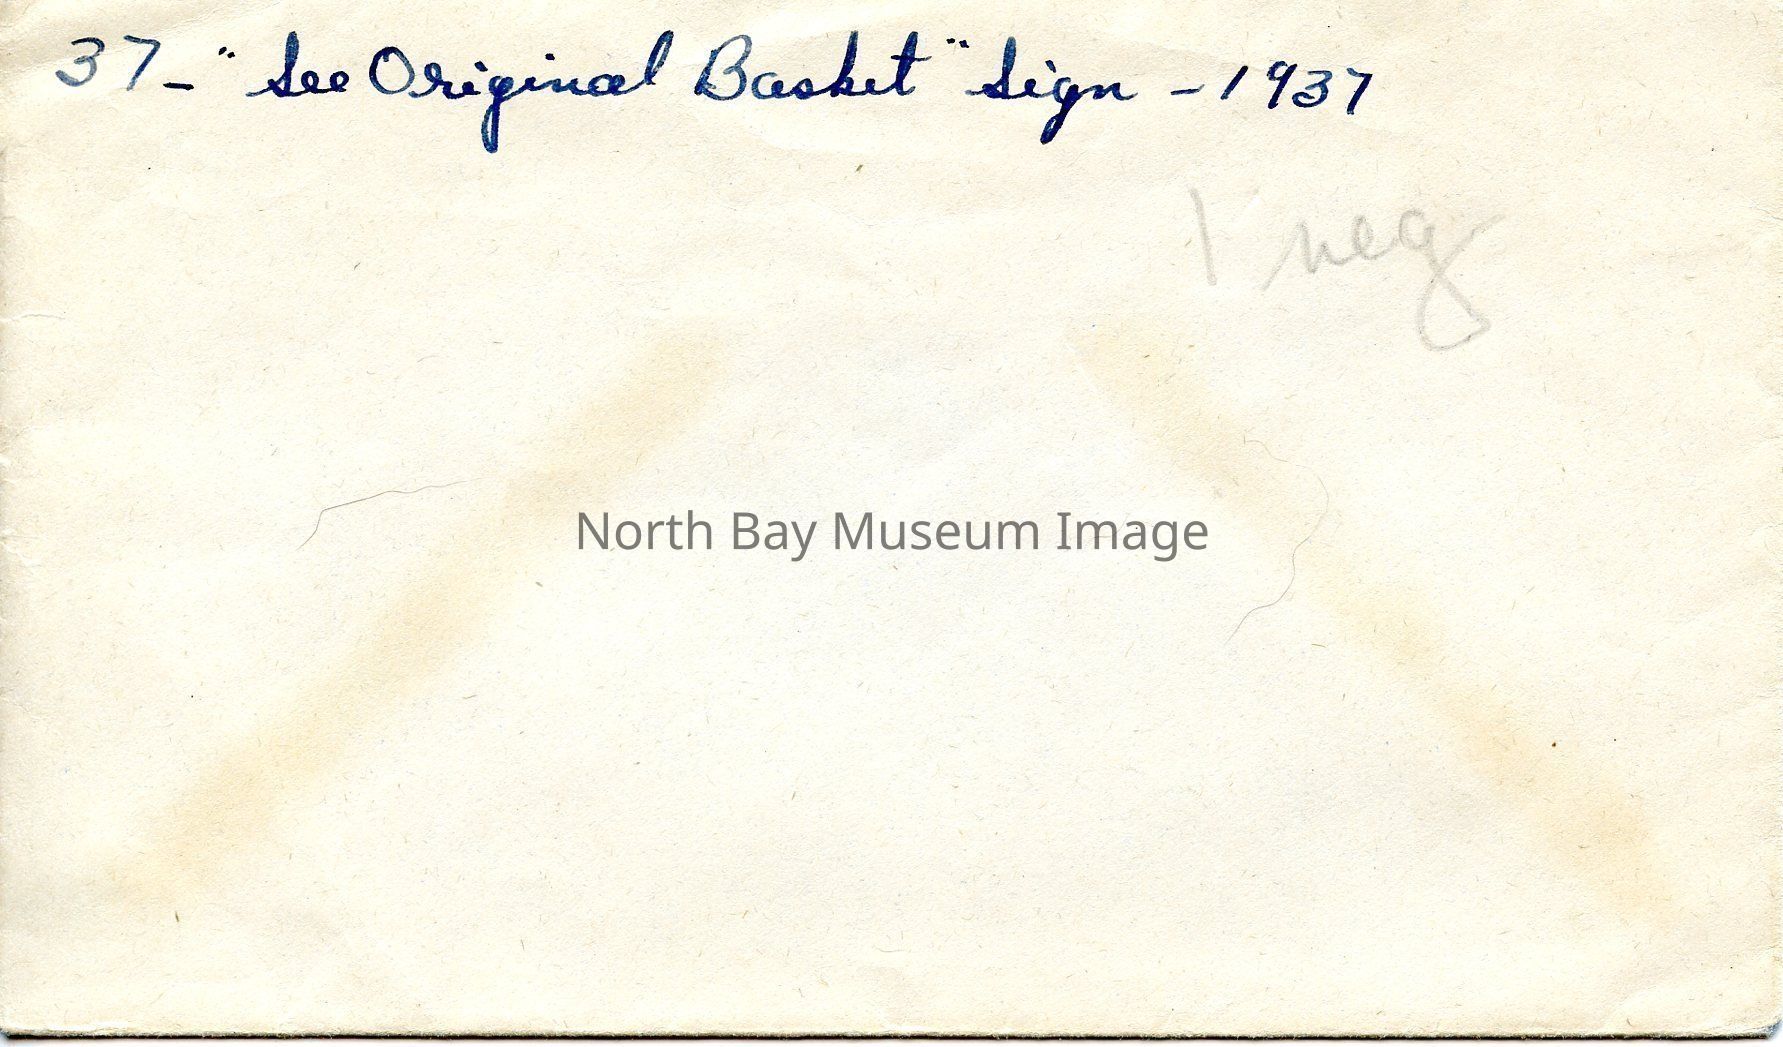 37 - "See Original Basket" Sign - 1937
1 neg
North Bay Museum Image